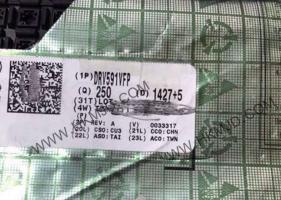 (1P) DRV591VFP
(Q) 250 (D) 1427+5
(31T) LOT
(4W)
(P)
(2P) REV: A (V) 0033317
(20L) CSO: CU3 (21L) CCO: CHN
(22L) ASO: TAI (23L) ACO: TWN